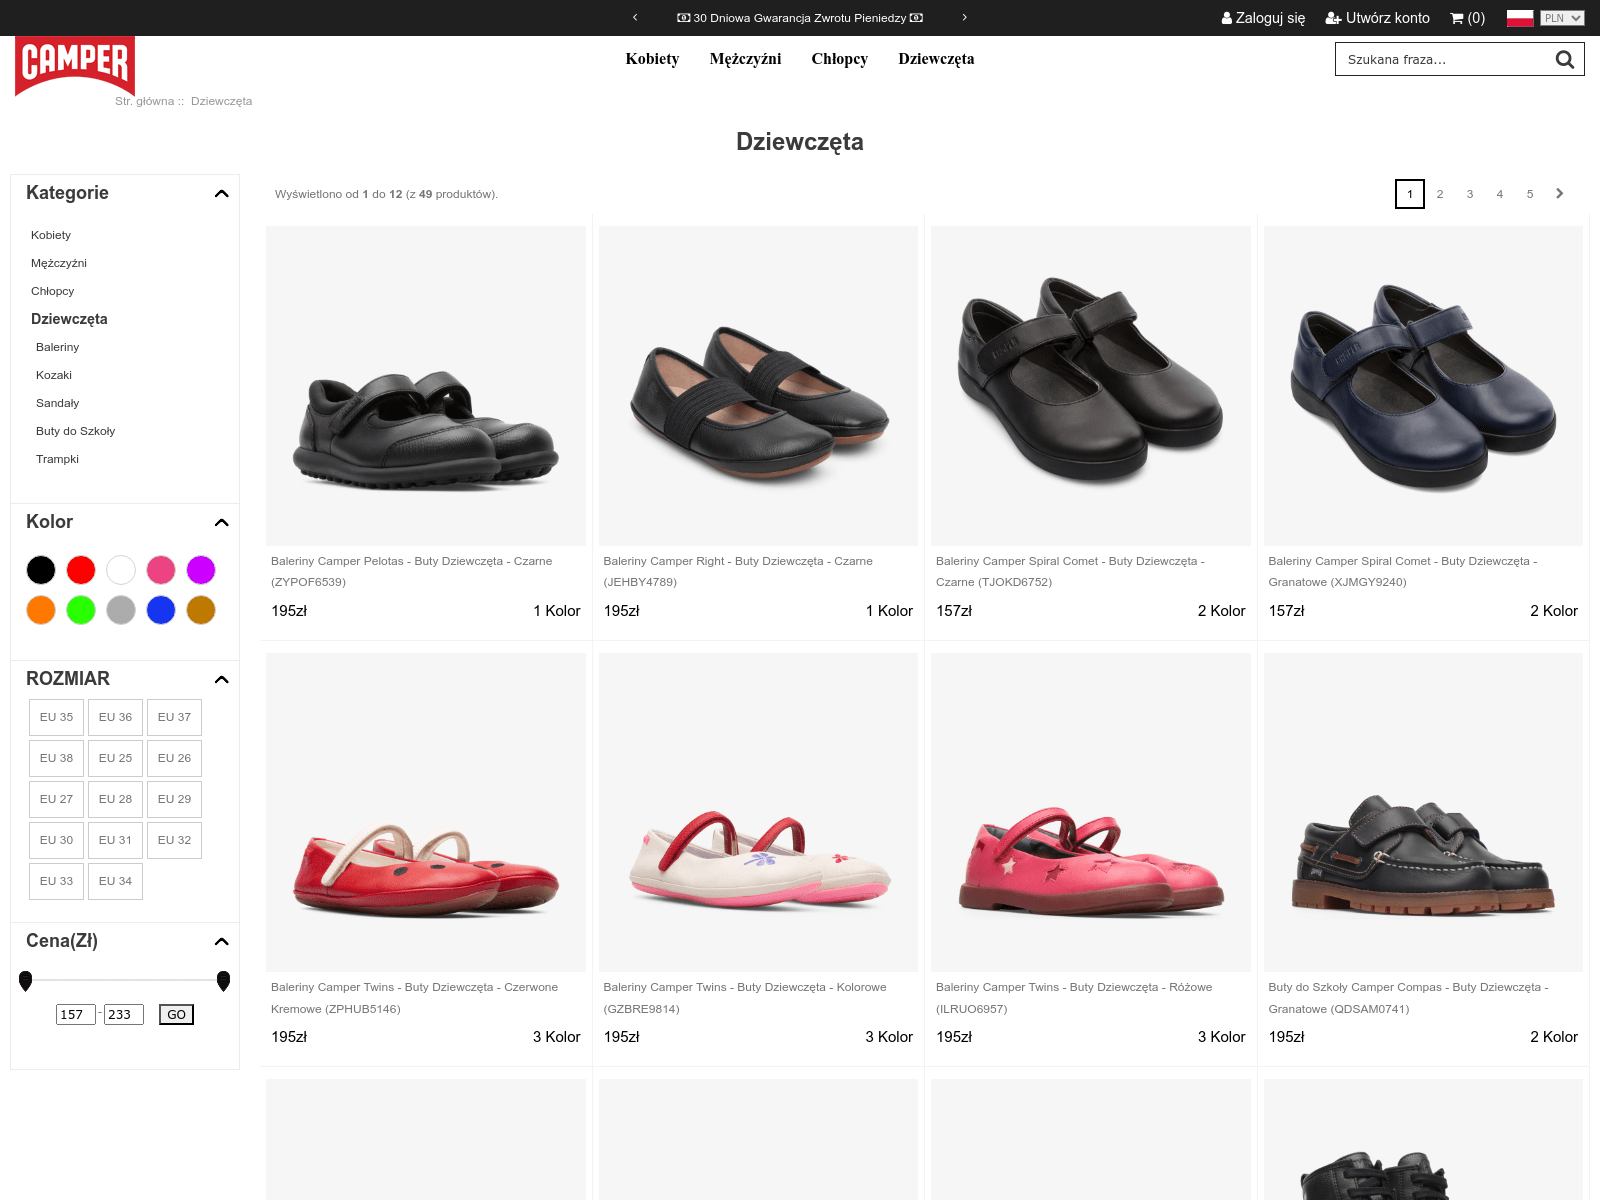 30 Dniowa Gwarancja Zwrotu Pieniedzy
Zaloguj się
Utwórz konto
(0)
PLN
CAMPER
Kobiety
Mężczyźni
Chłopcy
Dziewczęta
Szukana fraza...
Str. główna :: Dziewczęta
Dziewczęta
Kategorie
Kobiety
Mężczyźni
Chłopcy
Dziewczęta
Baleriny
Kozaki
Sandały
Buty do Szkoły
Trampki
Kolor
ROZMIAR
EU 35 EU 36 EU 37
EU 38 EU 25 EU 26
EU 27 EU 28 EU 29
EU 30 EU 31 EU 32
EU 33 EU 34
Cena(Zł)
157 - 233 GO
Wyświetlono od 1 do 12 (z 49 produktów).
1 2 3 4 5
Baleriny Camper Pelotas - Buty Dziewczęta - Czarne
(ZYPOF6539)
195zł 1 Kolor
Baleriny Camper Right - Buty Dziewczęta - Czarne
(JEHBY4789)
195zł 1 Kolor
Baleriny Camper Spiral Comet - Buty Dziewczęta -
Czarne (TJOKD6752)
157zł 2 Kolor
Baleriny Camper Spiral Comet - Buty Dziewczęta -
Granatowe (XJMGY9240)
157zł 2 Kolor
Baleriny Camper Twins - Buty Dziewczęta - Czerwone
Kremowe (ZPHUB5146)
195zł 3 Kolor
Baleriny Camper Twins - Buty Dziewczęta - Kolorowe
(GZBRE9814)
195zł 3 Kolor
Baleriny Camper Twins - Buty Dziewczęta - Różowe
(ILRUO6957)
195zł 3 Kolor
Buty do Szkoły Camper Compas - Buty Dziewczęta -
Granatowe (QDSAM0741)
195zł 2 Kolor